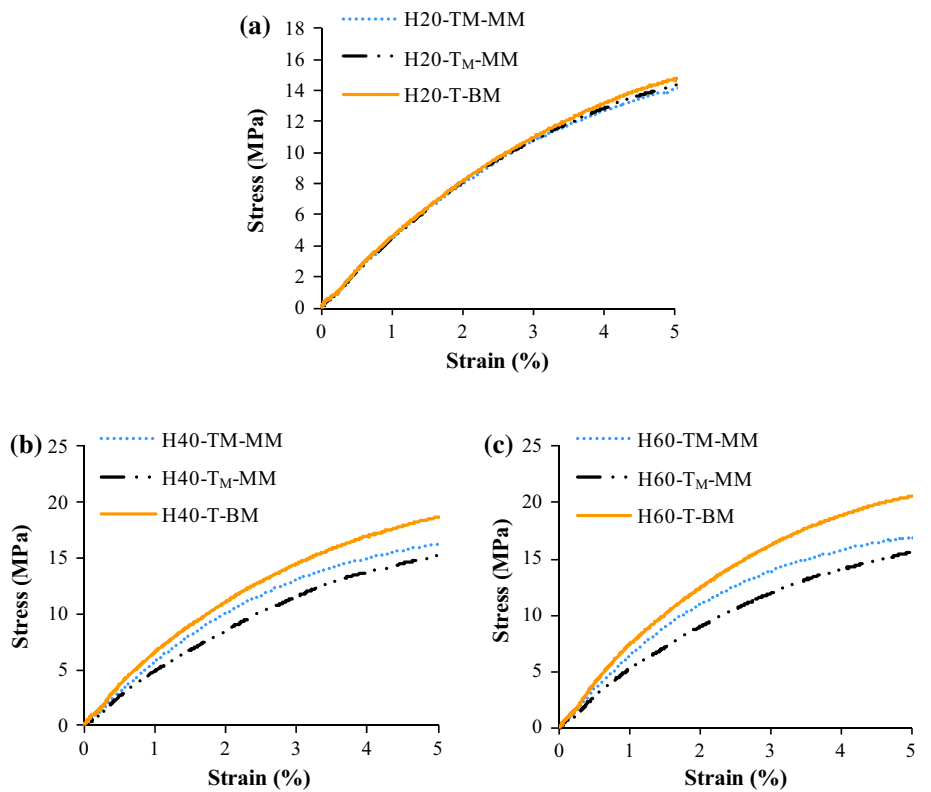 (a)
H20-TM-MM
H20-T_M-MM
H20-T-BM
18
16
14
12
10
8
6
4
2
0
Stress (MPa)
0 1 2 3 4 5
Strain (%)
(b)
H40-TM-MM
H40-T_M-MM
H40-T-BM
25
20
15
10
5
0
Stress (MPa)
0 1 2 3 4 5
Strain (%)
(c)
H60-TM-MM
H60-T_M-MM
H60-T-BM
25
20
15
10
5
0
Stress (MPa)
0 1 2 3 4 5
Strain (%)